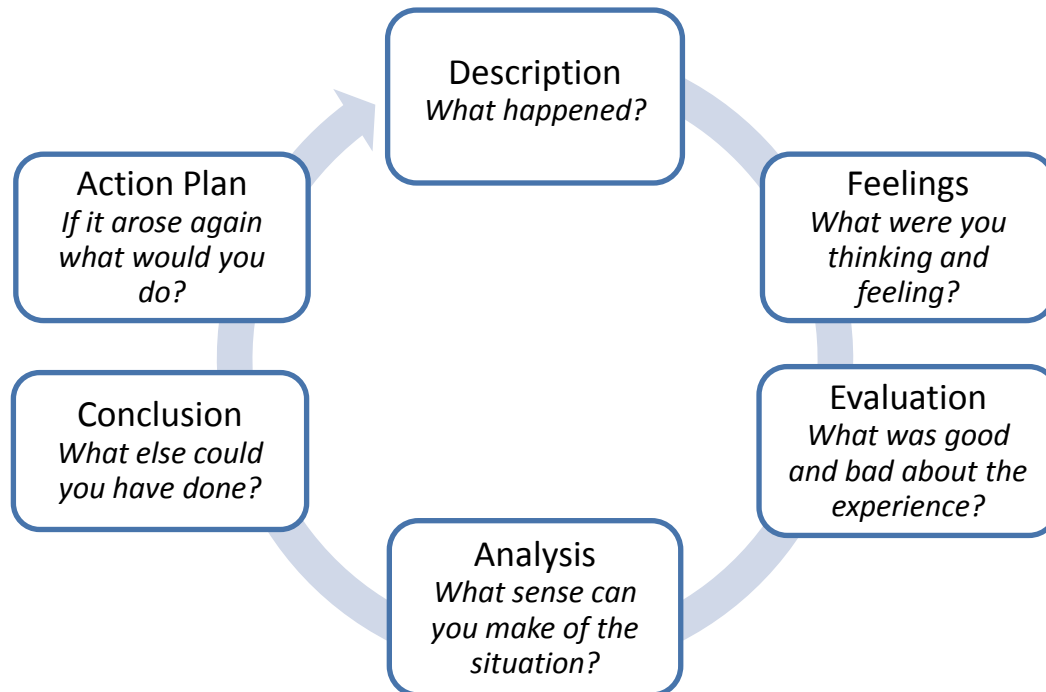 Description
What happened?
Feelings
What were you
thinking and
feeling?
Evaluation
What was good
and bad about the
experience?
Analysis
What sense can
you make of the
situation?
Conclusion
What else could
you have done?
Action Plan
If it arose again
what would you
do?